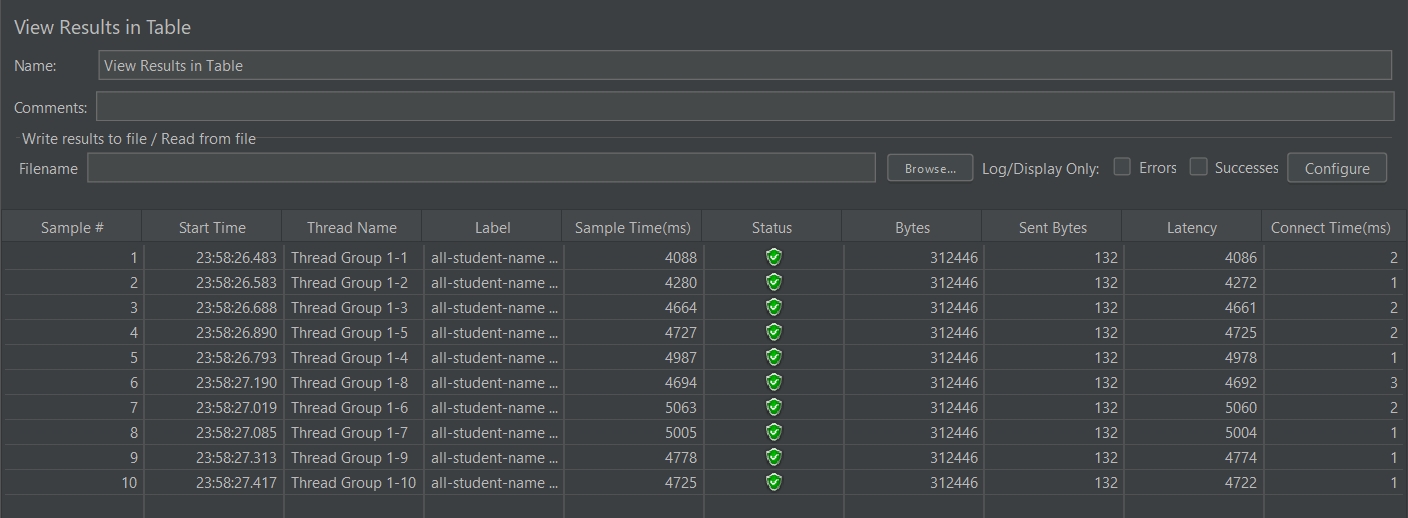 View Results in Table
Name: View Results in Table
Comments:
Write results to file / Read from file
Filename Browse... Log/Display Only: Errors Successes Configure
Sample # Start Time Thread Name Label Sample Time(ms) Status Bytes Sent Bytes Latency Connect Time(ms)
1 23:58:26.483 Thread Group 1-1 all-student-name ... 4088 312446 132 4086 2
2 23:58:26.583 Thread Group 1-2 all-student-name ... 4280 312446 132 4272 1
3 23:58:26.688 Thread Group 1-3 all-student-name ... 4664 312446 132 4661 2
4 23:58:26.890 Thread Group 1-5 all-student-name ... 4727 312446 132 4725 2
5 23:58:26.793 Thread Group 1-4 all-student-name ... 4987 312446 132 4978 1
6 23:58:27.190 Thread Group 1-8 all-student-name ... 4694 312446 132 4692 3
7 23:58:27.019 Thread Group 1-6 all-student-name ... 5063 312446 132 5060 2
8 23:58:27.085 Thread Group 1-7 all-student-name ... 5005 312446 132 5004 1
9 23:58:27.313 Thread Group 1-9 all-student-name ... 4778 312446 132 4774 1
10 23:58:27.417 Thread Group 1-10 all-student-name ... 4725 312446 132 4722 1